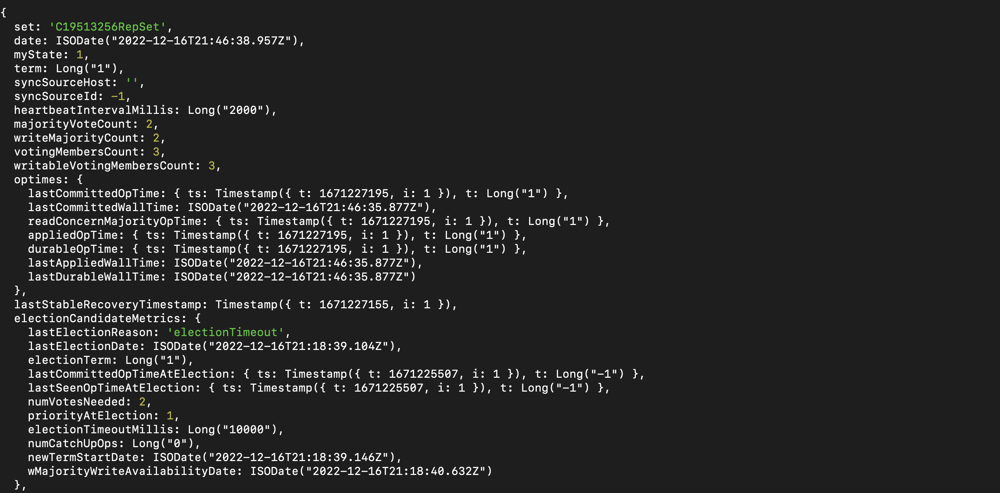 {
  set: 'C19513256RepSet',
  date: ISODate("2022-12-16T21:46:38.957Z"),
  myState: 1,
  term: Long("1"),
  syncSourceHost: '',
  syncSourceId: -1,
  heartbeatIntervalMillis: Long("2000"),
  majorityVoteCount: 2,
  writeMajorityCount: 2,
  votingMembersCount: 3,
  writableVotingMembersCount: 3,
  optimes: {
    lastCommittedOpTime: { ts: Timestamp({ t: 1671227195, i: 1 }), t: Long("1") },
    lastCommittedWallTime: ISODate("2022-12-16T21:46:35.877Z"),
    readConcernMajorityOpTime: { ts: Timestamp({ t: 1671227195, i: 1 }), t: Long("1") },
    appliedOpTime: { ts: Timestamp({ t: 1671227195, i: 1 }), t: Long("1") },
    durableOpTime: { ts: Timestamp({ t: 1671227195, i: 1 }), t: Long("1") },
    lastAppliedWallTime: ISODate("2022-12-16T21:46:35.877Z"),
    lastDurableWallTime: ISODate("2022-12-16T21:46:35.877Z")
  },
  lastStableRecoveryTimestamp: Timestamp({ t: 1671227155, i: 1 }),
  electionCandidateMetrics: {
    lastElectionReason: 'electionTimeout',
    lastElectionDate: ISODate("2022-12-16T21:18:39.104Z"),
    electionTerm: Long("1"),
    lastCommittedOpTimeAtElection: { ts: Timestamp({ t: 1671225507, i: 1 }), t: Long("-1") },
    lastSeenOpTimeAtElection: { ts: Timestamp({ t: 1671225507, i: 1 }), t: Long("-1") },
    numVotesNeeded: 2,
    priorityAtElection: 1,
    electionTimeoutMillis: Long("10000"),
    numCatchUpOps: Long("0"),
    newTermStartDate: ISODate("2022-12-16T21:18:39.146Z"),
    wMajorityWriteAvailabilityDate: ISODate("2022-12-16T21:18:40.632Z")
  },